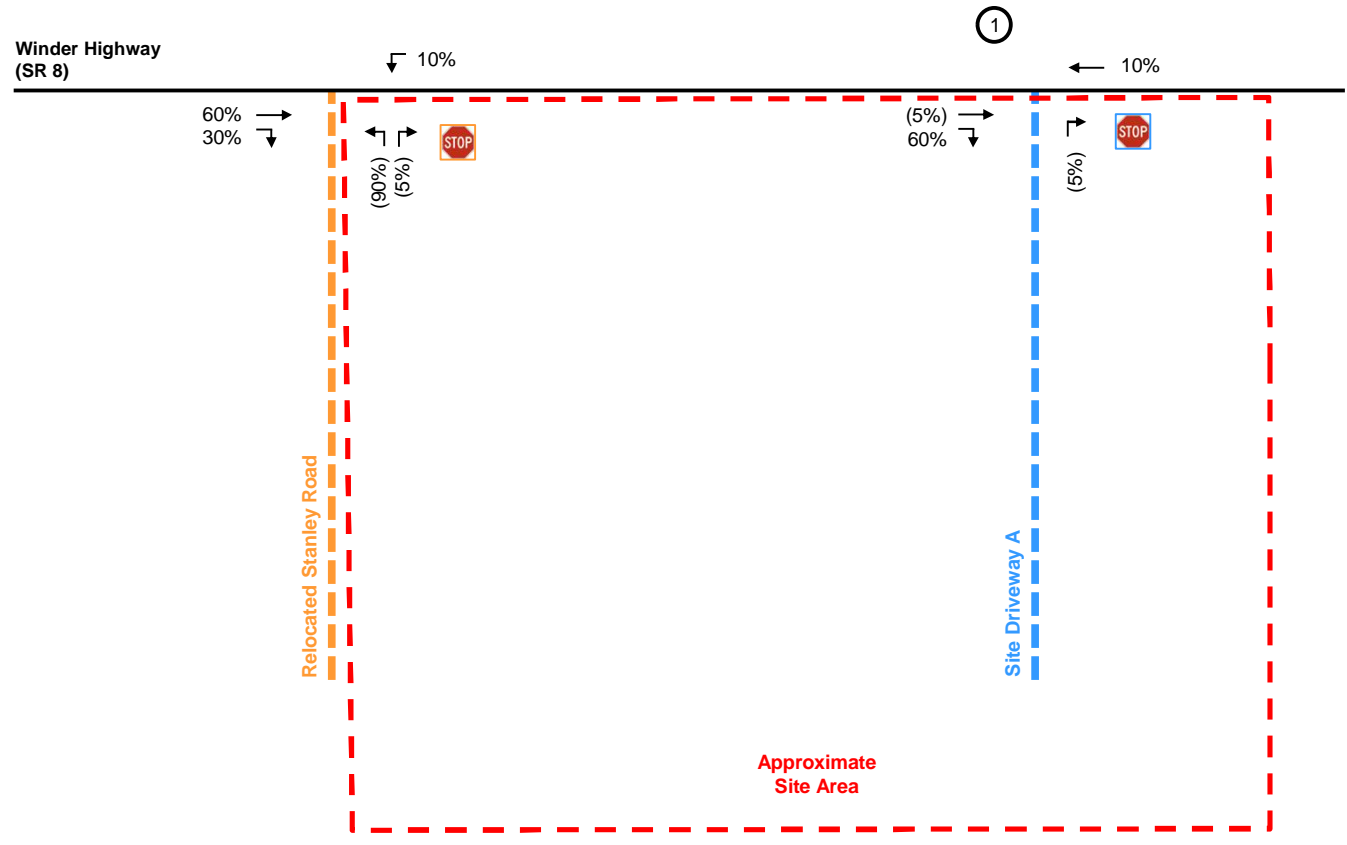 1
Winder Highway
(SR 8)
10%
10%
60%
30%
(5%)
60%
STOP
STOP
(90%)
(5%)
(5%)
Relocated Stanley Road
Site Driveway A
Approximate
Site Area